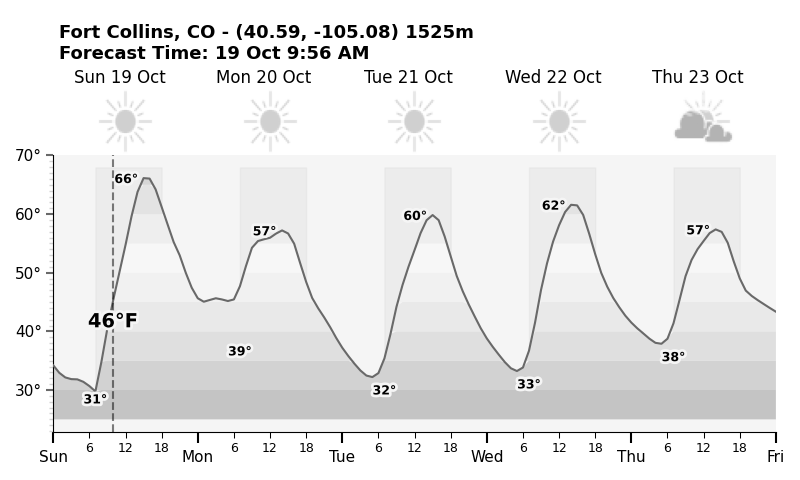 Fort Collins, CO - (40.59, -105.08) 1525m
Forecast Time: 19 Oct 9:56 AM
Sun 19 Oct Mon 20 Oct Tue 21 Oct Wed 22 Oct Thu 23 Oct
70°
66°
60°
60° 62°
57° 57°
50°
46°F
40°
39° 38°
30°
31° 32° 33°
6 12 18 6 12 18 6 12 18 6 12 18 6 12 18
Sun Mon Tue Wed Thu Fri